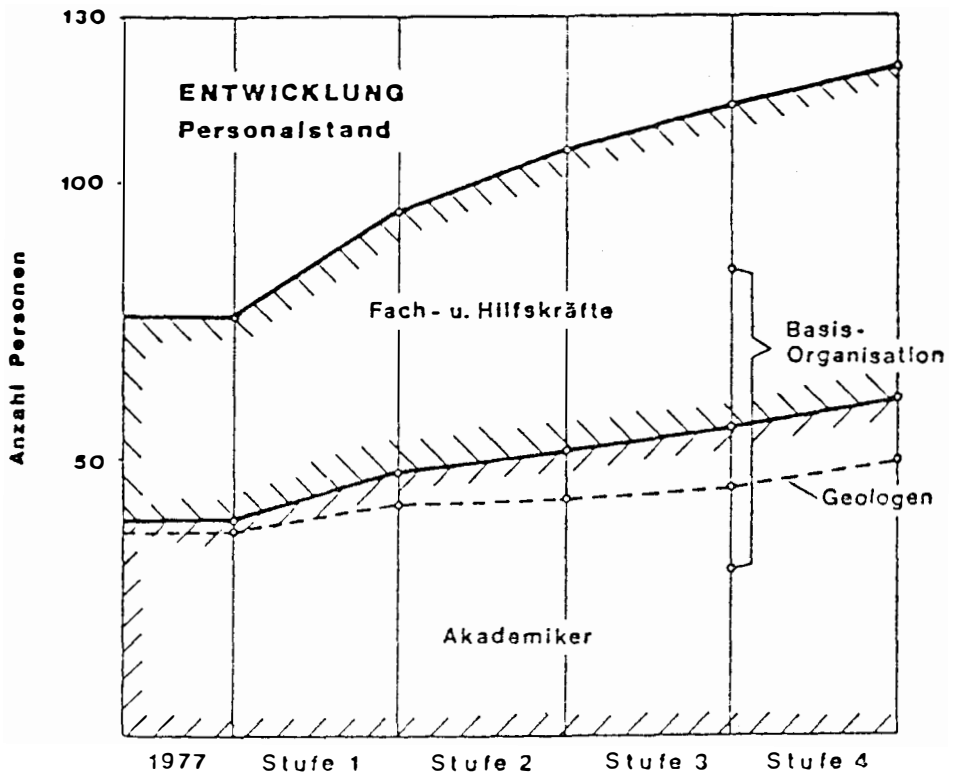 130
ENTWICKLUNG
Personalstand
100
Anzahl Personen
Fach- u. Hilfskräfte
Basis-
Organisation
50
Geologen
Akademiker
1977 Stufe 1 Stufe 2 Stufe 3 Stufe 4